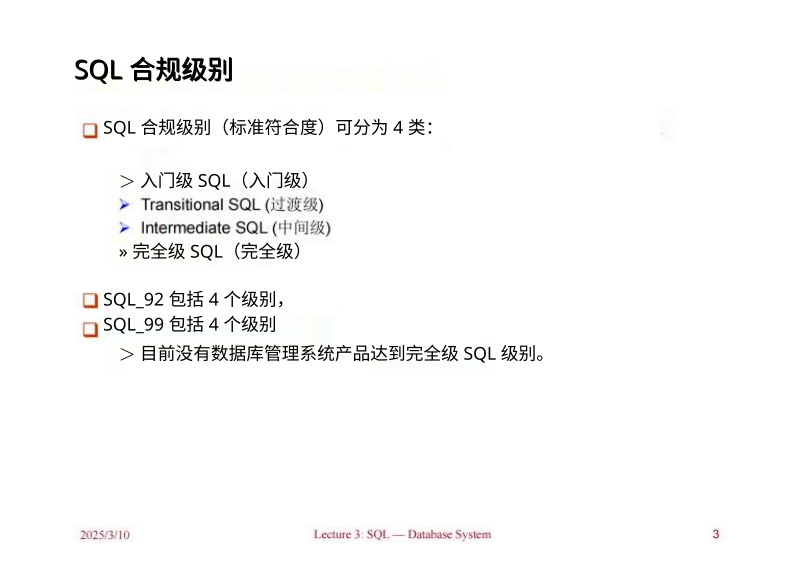 SQL 合规级别
SQL 合规级别（标准符合度）可分为 4 类：
＞ 入门级 SQL（入门级）
Transitional SQL (过渡级)
Intermediate SQL (中间级)
» 完全级 SQL（完全级）
SQL_92 包括 4 个级别，
SQL_99 包括 4 个级别
＞ 目前没有数据库管理系统产品达到完全级 SQL 级别。
2025/3/10 Lecture 3: SQL — Database System 3